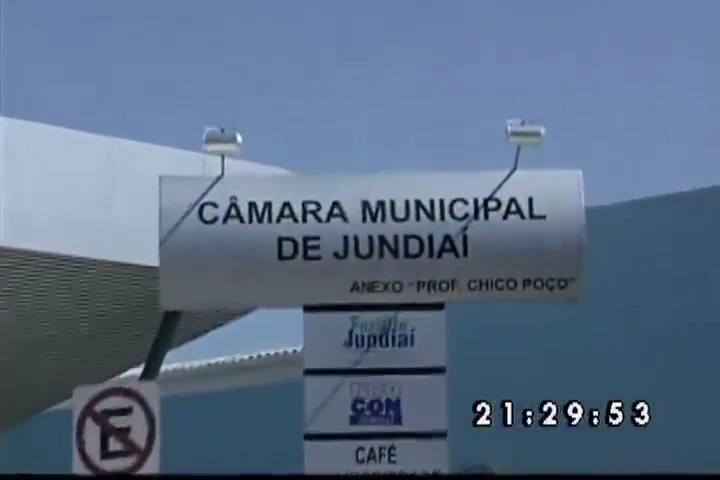 CÂMARA MUNICIPAL
DE JUNDIAÍ
ANEXO "PROF. CHICO POÇO"
Jundiaí
CON
21:29:53
E
CAFÉ